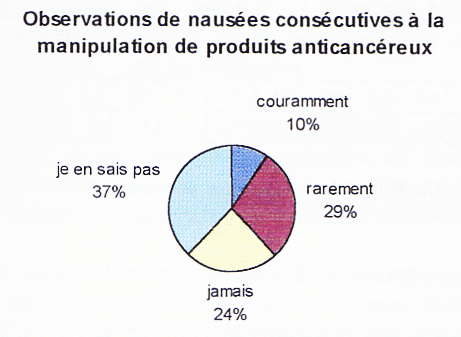 Observations de nausées consécutives à la
manipulation de produits anticancéreux
couramment
10%
je en sais pas
37%
rarement
29%
jamais
24%